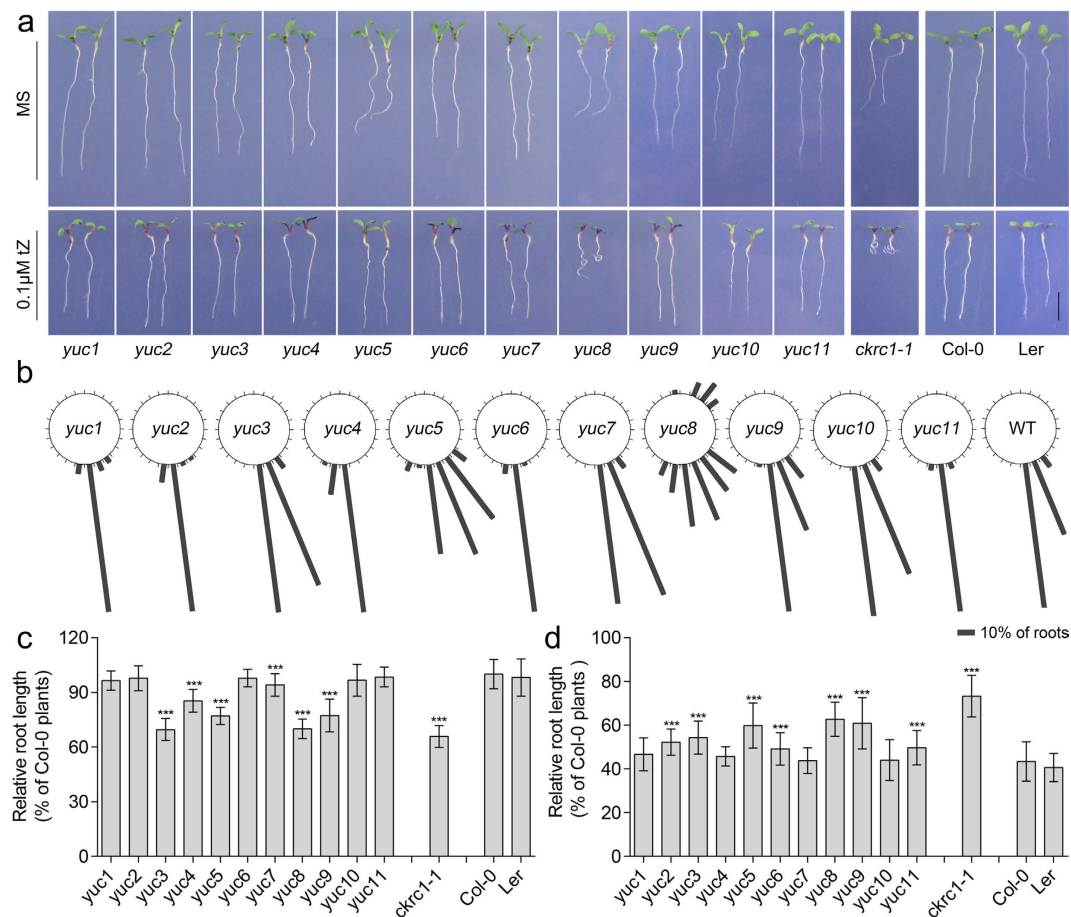 a
MS
0.1μM tZ
yuc1 yuc2 yuc3 yuc4 yuc5 yuc6 yuc7 yuc8 yuc9 yuc10 yuc11 ckrc1-1 Col-0 Ler
b
yuc1 yuc2 yuc3 yuc4 yuc5 yuc6 yuc7 yuc8 yuc9 yuc10 yuc11 WT
10% of roots
c
Relative root length
(% of Col-0 plants)
120
90
60
30
0
*** *** *** *** *** *** ***
yuc1 yuc2 yuc3 yuc4 yuc5 yuc6 yuc7 yuc8 yuc9 yuc10 yuc11 ckrc1-1 Col-0 Ler
d
Relative root length
(% of Col-0 plants )
100
80
60
40
20
0
*** *** *** *** *** *** *** ***
yuc1 yuc2 yuc3 yuc4 yuc5 yuc6 yuc7 yuc8 yuc9 yuc10 yuc11 ckrc1-1 Col-0 Ler